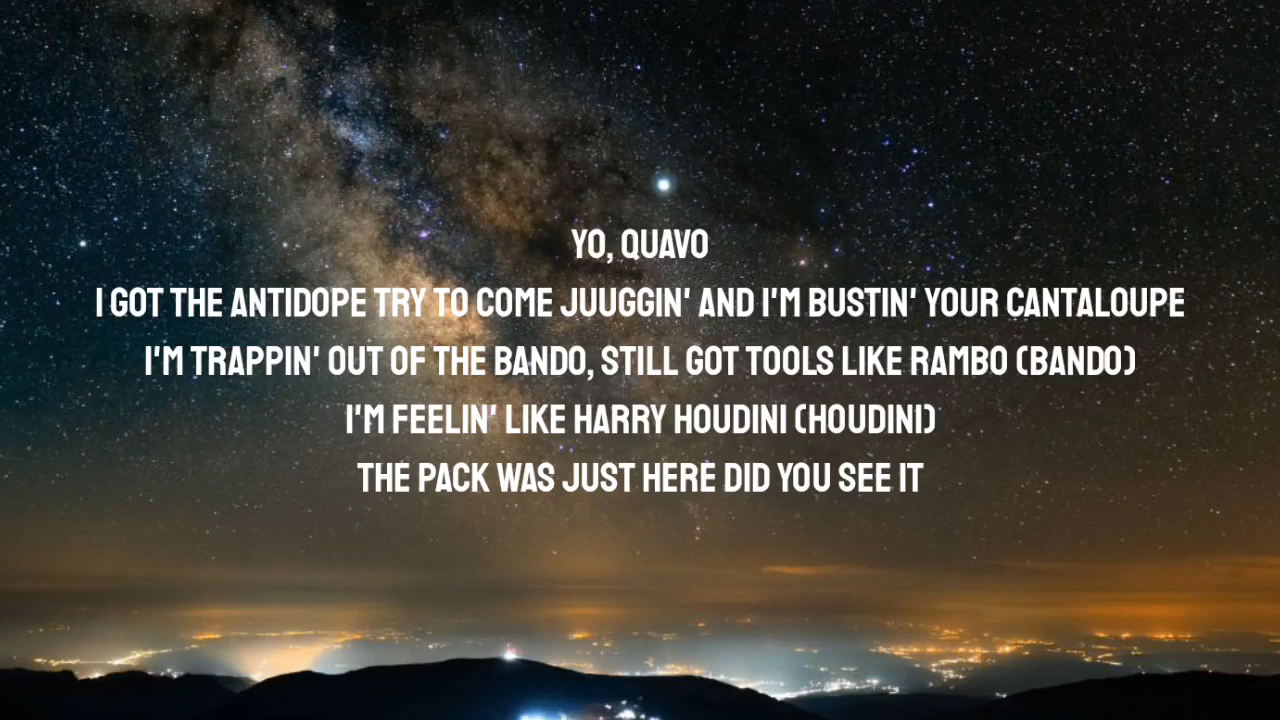 YO, QUAVO
I GOT THE ANTIDOPE TRY TO COME JUUGGIN' AND I'M BUSTIN' YOUR CANTALOUPE
I'M TRAPPIN' OUT OF THE BANDO, STILL GOT TOOLS LIKE RAMBO (BANDO)
I'M FEELIN' LIKE HARRY HOUDINI (HOUDINI)
THE PACK WAS JUST HERE DID YOU SEE IT